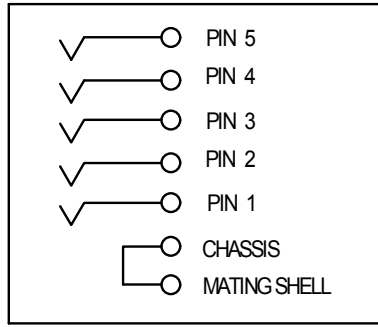 PIN 5
PIN 4
PIN 3
PIN 2
PIN 1
CHASSIS
MATING SHELL